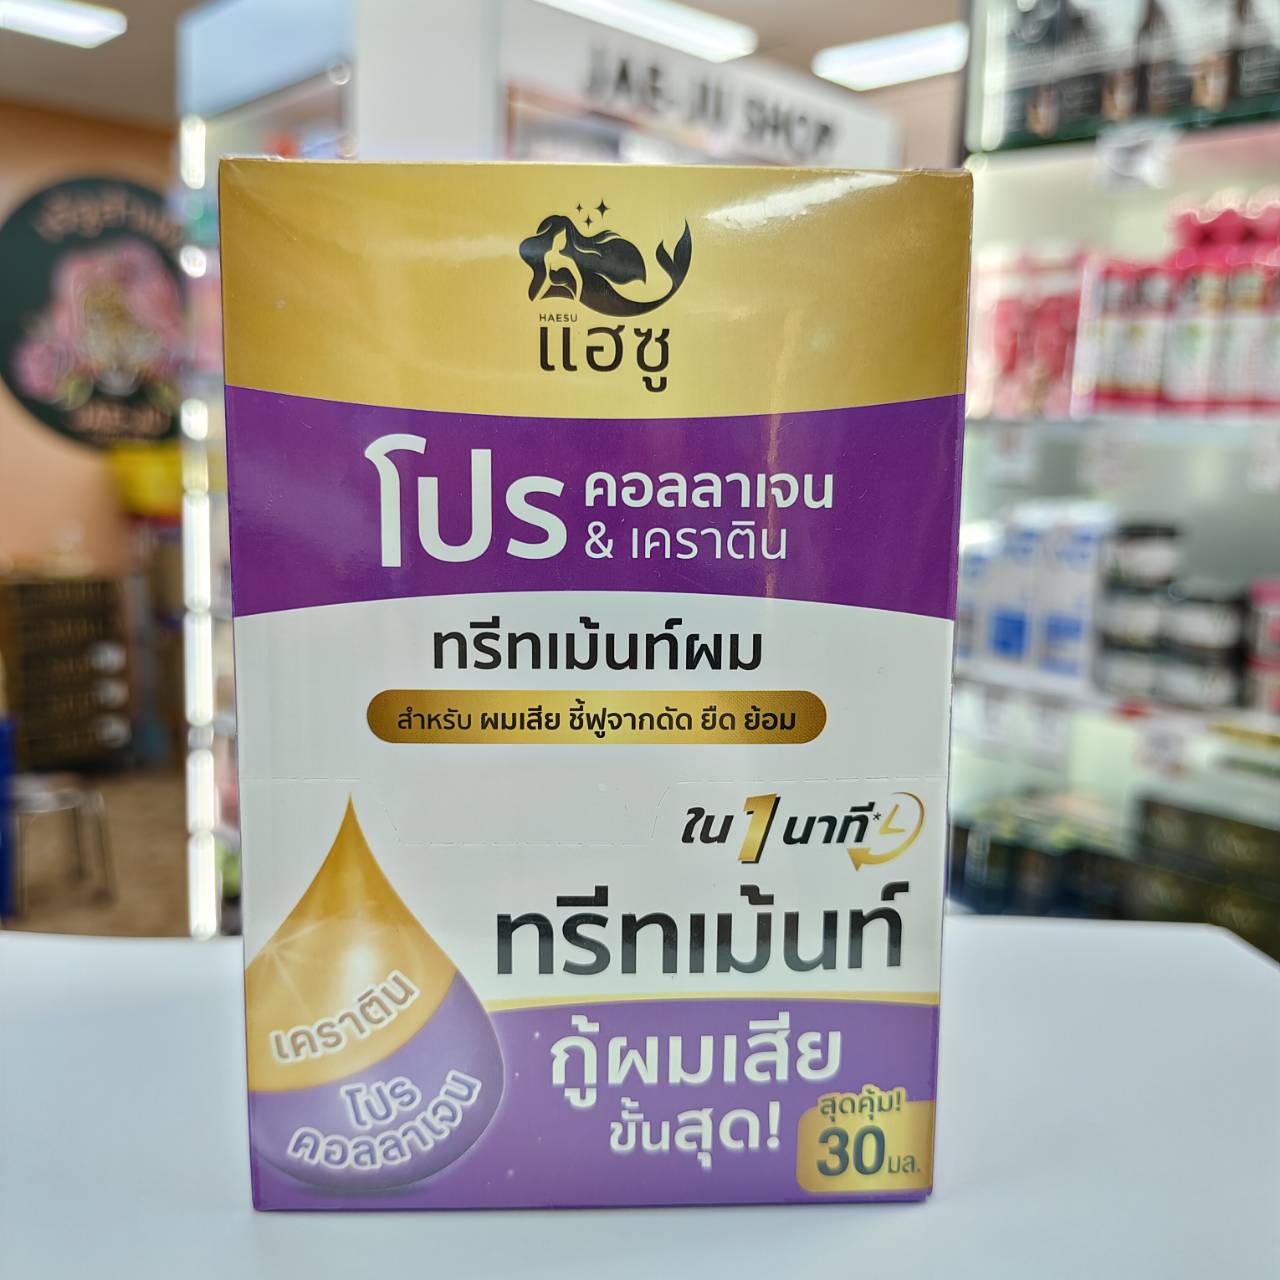 JAE-JU SHOP
HAESU
แฮซู
โปร คอลลาเจน
& เคราติน
ทรีทเม้นท์ผม
สำหรับ ผมเสีย ชี้ฟูจากดัด ยืด ย้อม
ใน 1 นาที*
ทรีทเม้นท์
กู้ผมเสีย
ขั้นสุด!
เคราติน
โปร
คอลลาเจน
สุดคุ้ม!
30 มล.